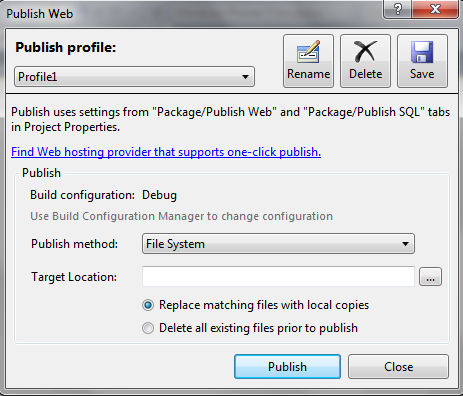 Publish Web
?
Publish profile:
Profile1
Rename
Delete
Save
Publish uses settings from "Package/Publish Web" and "Package/Publish SQL" tabs
in Project Properties.
Find Web hosting provider that supports one-click publish.
Publish
Build configuration: Debug
Use Build Configuration Manager to change configuration
Publish method: File System
Target Location: ...
Replace matching files with local copies
Delete all existing files prior to publish
Publish
Close